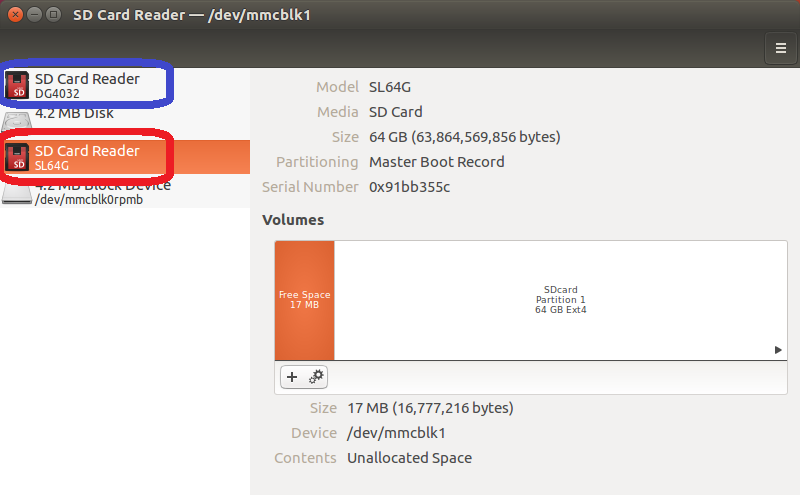 SD Card Reader — /dev/mmcblk1
SD Card Reader
DG4032
4.2 MB Disk
SD Card Reader
SL64G
4.2 MB Block Device
/dev/mmcblk0rpmb
Model SL64G
Media SD Card
Size 64 GB (63,864,569,856 bytes)
Partitioning Master Boot Record
Serial Number 0x91bb355c
Volumes
Free Space
17 MB
SDcard
Partition 1
64 GB Ext4
Size 17 MB (16,777,216 bytes)
Device /dev/mmcblk1
Contents Unallocated Space